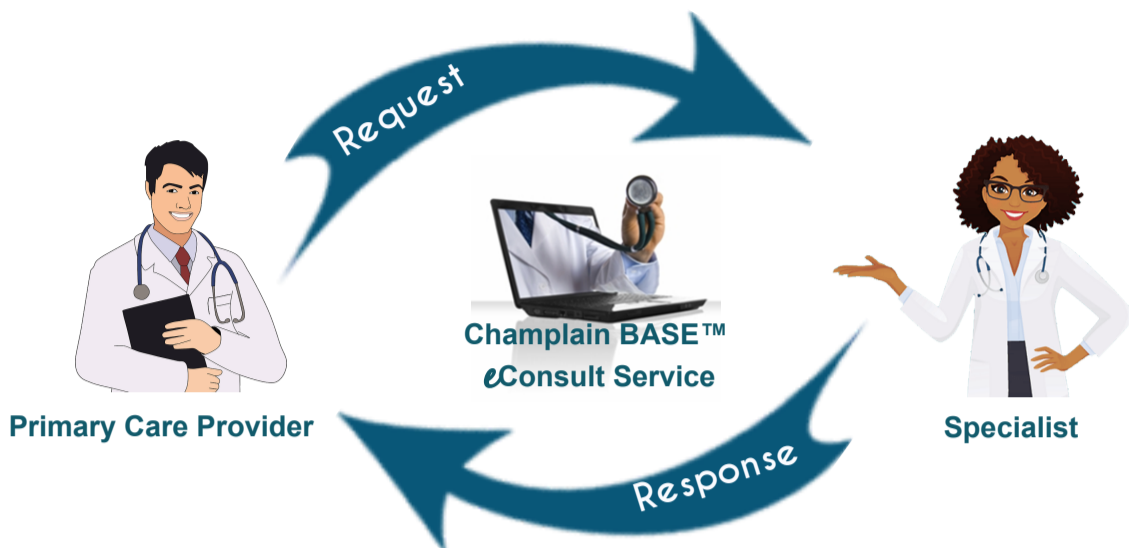 Request
Champlain BASE™
eConsult Service
Primary Care Provider
Specialist
Response